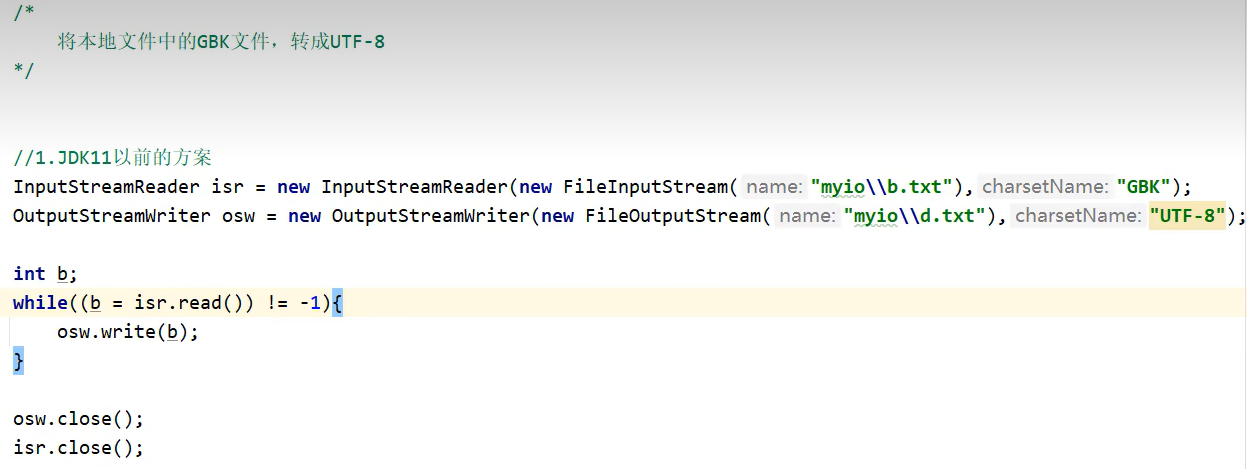 /*
将本地文件中的GBK文件，转成UTF-8
*/
//1.JDK11以前的方案
InputStreamReader isr = new InputStreamReader(new FileInputStream( name: "myio\\b.txt"), charsetName: "GBK");
OutputStreamWriter osw = new OutputStreamWriter(new FileOutputStream( name: "myio\\d.txt"), charsetName: "UTF-8");
int b;
while((b = isr.read()) != -1){
osw.write(b);
}
osw.close();
isr.close();